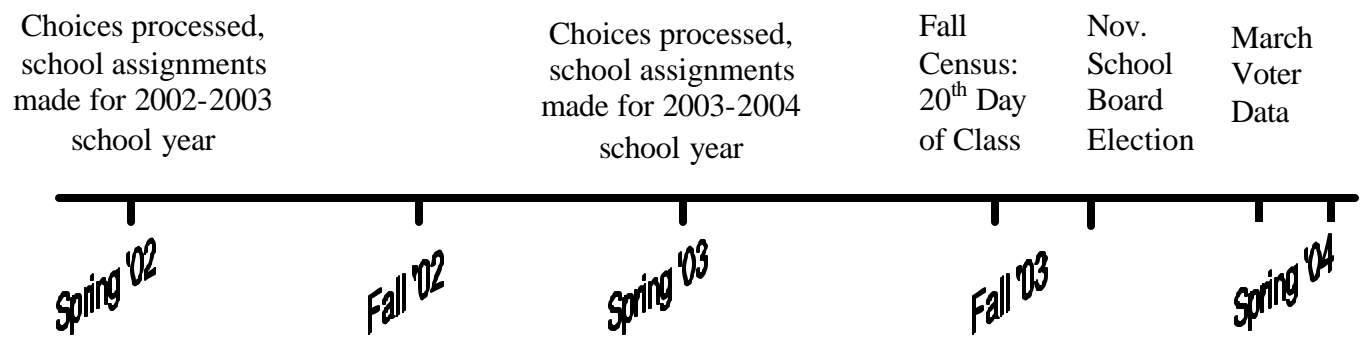 Choices processed,
school assignments
made for 2002-2003
school year
Choices processed,
school assignments
made for 2003-2004
school year
Fall
Census:
20th Day
of Class
Nov.
School
Board
Election
March
Voter
Data
Spring '02
Fall '02
Spring '03
Fall '03
Spring '04